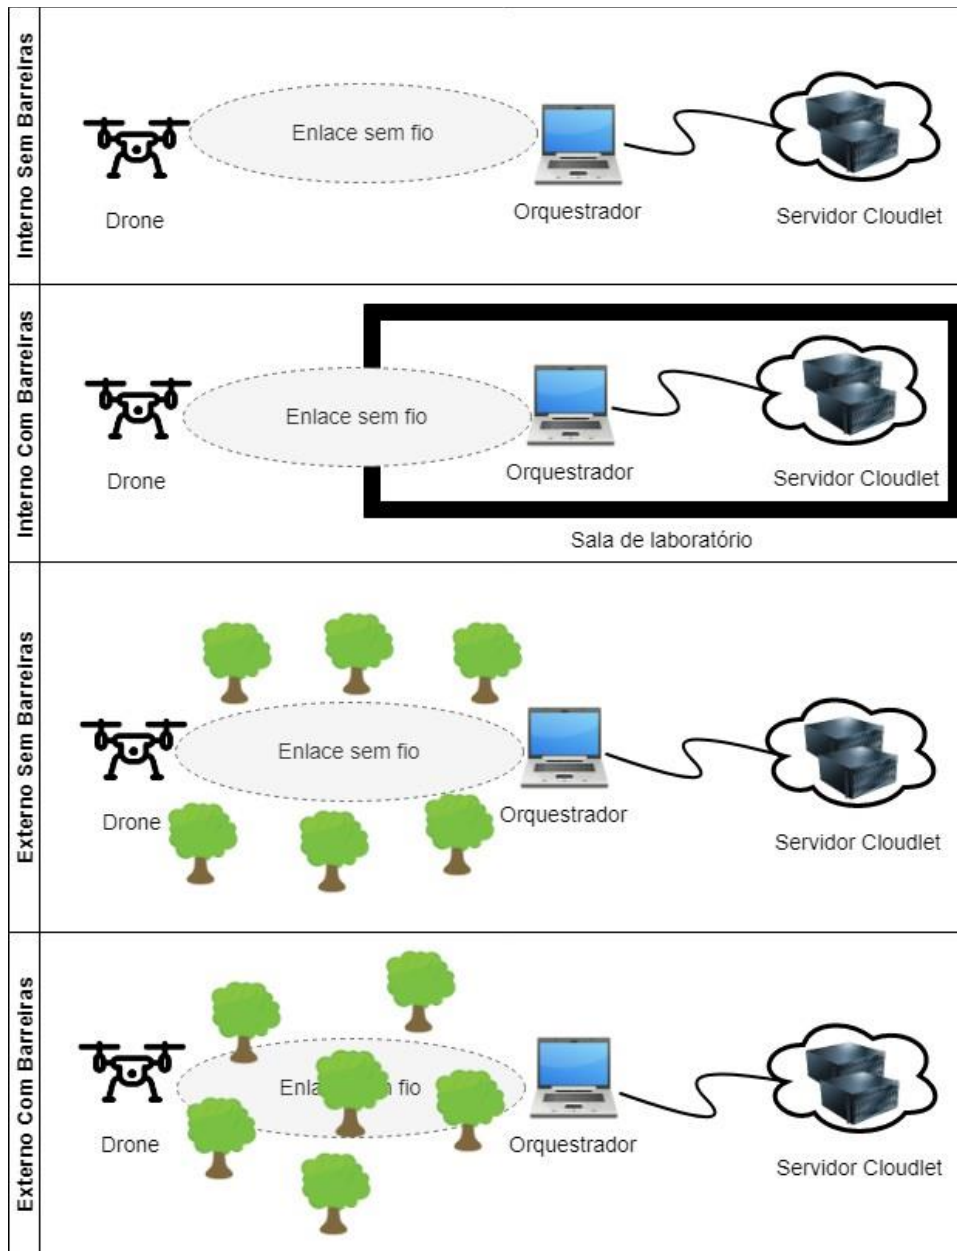 Interno Sem Barreiras
Enlace sem fio
Drone
Orquestrador
Servidor Cloudlet
Interno Com Barreiras
Enlace sem fio
Drone
Orquestrador
Servidor Cloudlet
Sala de laboratório
Externo Sem Barreiras
Enlace sem fio
Drone
Orquestrador
Servidor Cloudlet
Externo Com Barreiras
fio
Drone
Orquestrador
Servidor Cloudlet